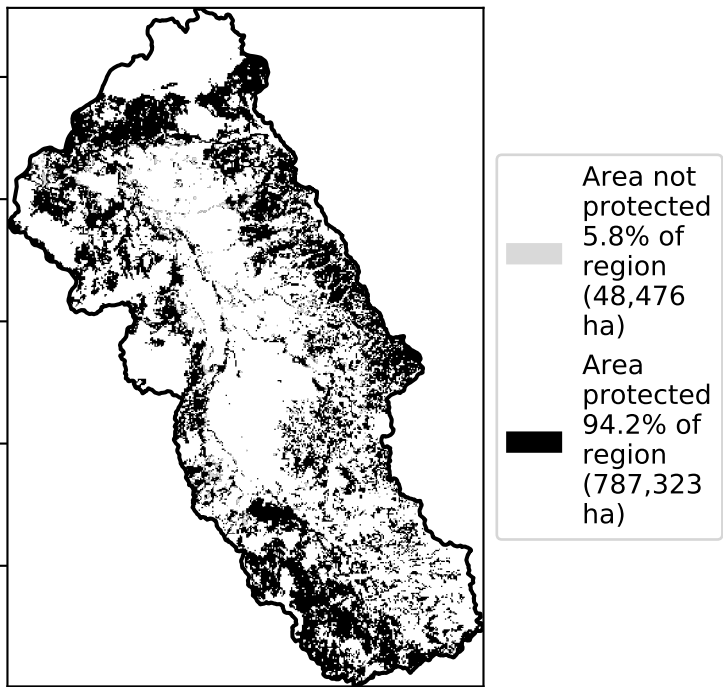 Area not
protected
5.8% of
region
(48,476
ha)
Area
protected
94.2% of
region
(787,323
ha)